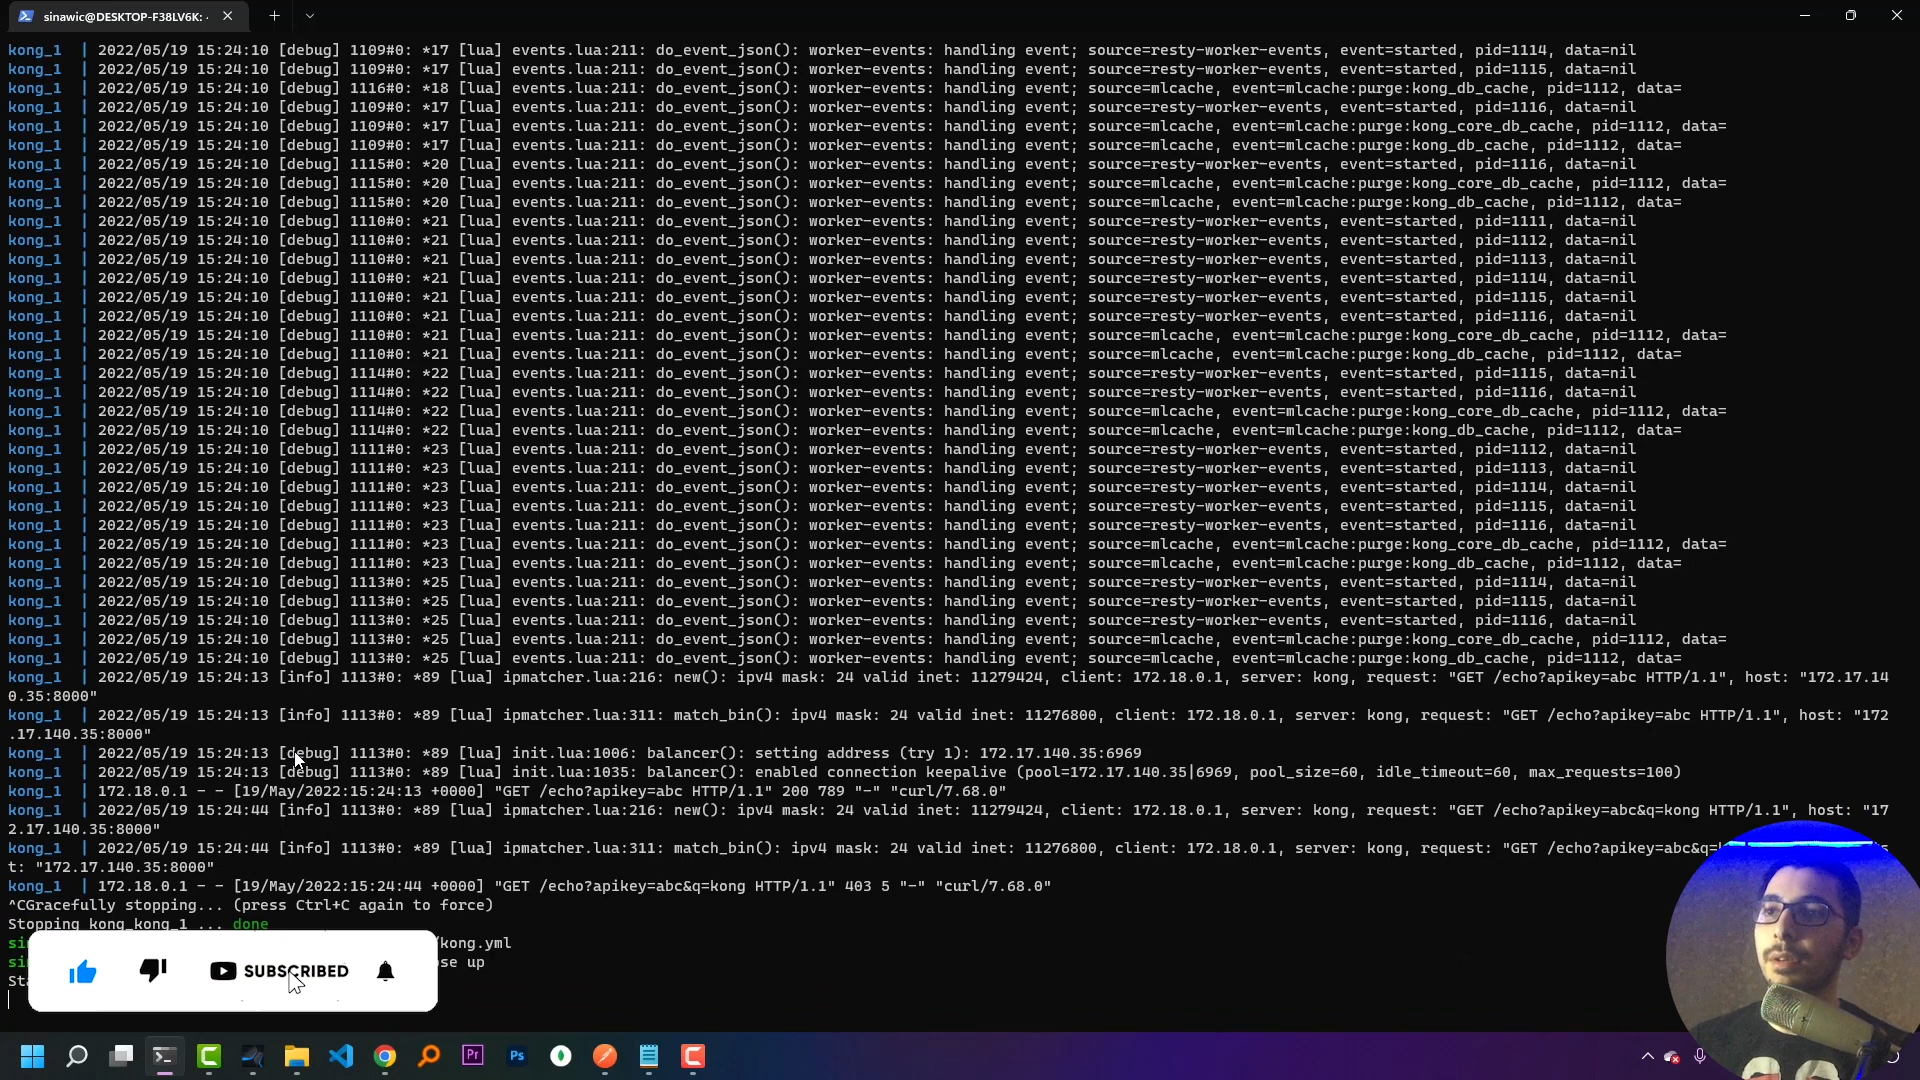 sinawic@DESKTOP-F38LV6K: ·
kong_1 | 2022/05/19 15:24:10 [debug] 1109#0: *17 [lua] events.lua:211: do_event_json(): worker-events: handling event; source=resty-worker-events, event=started, pid=1114, data=nil
kong_1 | 2022/05/19 15:24:10 [debug] 1109#0: *17 [lua] events.lua:211: do_event_json(): worker-events: handling event; source=resty-worker-events, event=started, pid=1115, data=nil
kong_1 | 2022/05/19 15:24:10 [debug] 1116#0: *18 [lua] events.lua:211: do_event_json(): worker-events: handling event; source=mlcache, event=mlcache:purge:kong_db_cache, pid=1112, data=
kong_1 | 2022/05/19 15:24:10 [debug] 1109#0: *17 [lua] events.lua:211: do_event_json(): worker-events: handling event; source=resty-worker-events, event=started, pid=1116, data=nil
kong_1 | 2022/05/19 15:24:10 [debug] 1109#0: *17 [lua] events.lua:211: do_event_json(): worker-events: handling event; source=mlcache, event=mlcache:purge:kong_core_db_cache, pid=1112, data=
kong_1 | 2022/05/19 15:24:10 [debug] 1109#0: *17 [lua] events.lua:211: do_event_json(): worker-events: handling event; source=mlcache, event=mlcache:purge:kong_db_cache, pid=1112, data=
kong_1 | 2022/05/19 15:24:10 [debug] 1115#0: *20 [lua] events.lua:211: do_event_json(): worker-events: handling event; source=resty-worker-events, event=started, pid=1116, data=nil
kong_1 | 2022/05/19 15:24:10 [debug] 1115#0: *20 [lua] events.lua:211: do_event_json(): worker-events: handling event; source=mlcache, event=mlcache:purge:kong_core_db_cache, pid=1112, data=
kong_1 | 2022/05/19 15:24:10 [debug] 1115#0: *20 [lua] events.lua:211: do_event_json(): worker-events: handling event; source=mlcache, event=mlcache:purge:kong_db_cache, pid=1112, data=
kong_1 | 2022/05/19 15:24:10 [debug] 1110#0: *21 [lua] events.lua:211: do_event_json(): worker-events: handling event; source=resty-worker-events, event=started, pid=1111, data=nil
kong_1 | 2022/05/19 15:24:10 [debug] 1110#0: *21 [lua] events.lua:211: do_event_json(): worker-events: handling event; source=resty-worker-events, event=started, pid=1112, data=nil
kong_1 | 2022/05/19 15:24:10 [debug] 1110#0: *21 [lua] events.lua:211: do_event_json(): worker-events: handling event; source=resty-worker-events, event=started, pid=1113, data=nil
kong_1 | 2022/05/19 15:24:10 [debug] 1110#0: *21 [lua] events.lua:211: do_event_json(): worker-events: handling event; source=resty-worker-events, event=started, pid=1114, data=nil
kong_1 | 2022/05/19 15:24:10 [debug] 1110#0: *21 [lua] events.lua:211: do_event_json(): worker-events: handling event; source=resty-worker-events, event=started, pid=1115, data=nil
kong_1 | 2022/05/19 15:24:10 [debug] 1110#0: *21 [lua] events.lua:211: do_event_json(): worker-events: handling event; source=resty-worker-events, event=started, pid=1116, data=nil
kong_1 | 2022/05/19 15:24:10 [debug] 1110#0: *21 [lua] events.lua:211: do_event_json(): worker-events: handling event; source=mlcache, event=mlcache:purge:kong_core_db_cache, pid=1112, data=
kong_1 | 2022/05/19 15:24:10 [debug] 1110#0: *21 [lua] events.lua:211: do_event_json(): worker-events: handling event; source=mlcache, event=mlcache:purge:kong_db_cache, pid=1112, data=
kong_1 | 2022/05/19 15:24:10 [debug] 1114#0: *22 [lua] events.lua:211: do_event_json(): worker-events: handling event; source=resty-worker-events, event=started, pid=1115, data=nil
kong_1 | 2022/05/19 15:24:10 [debug] 1114#0: *22 [lua] events.lua:211: do_event_json(): worker-events: handling event; source=resty-worker-events, event=started, pid=1116, data=nil
kong_1 | 2022/05/19 15:24:10 [debug] 1114#0: *22 [lua] events.lua:211: do_event_json(): worker-events: handling event; source=mlcache, event=mlcache:purge:kong_core_db_cache, pid=1112, data=
kong_1 | 2022/05/19 15:24:10 [debug] 1114#0: *22 [lua] events.lua:211: do_event_json(): worker-events: handling event; source=mlcache, event=mlcache:purge:kong_db_cache, pid=1112, data=
kong_1 | 2022/05/19 15:24:10 [debug] 1111#0: *23 [lua] events.lua:211: do_event_json(): worker-events: handling event; source=resty-worker-events, event=started, pid=1112, data=nil
kong_1 | 2022/05/19 15:24:10 [debug] 1111#0: *23 [lua] events.lua:211: do_event_json(): worker-events: handling event; source=resty-worker-events, event=started, pid=1113, data=nil
kong_1 | 2022/05/19 15:24:10 [debug] 1111#0: *23 [lua] events.lua:211: do_event_json(): worker-events: handling event; source=resty-worker-events, event=started, pid=1114, data=nil
kong_1 | 2022/05/19 15:24:10 [debug] 1111#0: *23 [lua] events.lua:211: do_event_json(): worker-events: handling event; source=resty-worker-events, event=started, pid=1115, data=nil
kong_1 | 2022/05/19 15:24:10 [debug] 1111#0: *23 [lua] events.lua:211: do_event_json(): worker-events: handling event; source=resty-worker-events, event=started, pid=1116, data=nil
kong_1 | 2022/05/19 15:24:10 [debug] 1111#0: *23 [lua] events.lua:211: do_event_json(): worker-events: handling event; source=mlcache, event=mlcache:purge:kong_core_db_cache, pid=1112, data=
kong_1 | 2022/05/19 15:24:10 [debug] 1111#0: *23 [lua] events.lua:211: do_event_json(): worker-events: handling event; source=mlcache, event=mlcache:purge:kong_db_cache, pid=1112, data=
kong_1 | 2022/05/19 15:24:10 [debug] 1113#0: *25 [lua] events.lua:211: do_event_json(): worker-events: handling event; source=resty-worker-events, event=started, pid=1114, data=nil
kong_1 | 2022/05/19 15:24:10 [debug] 1113#0: *25 [lua] events.lua:211: do_event_json(): worker-events: handling event; source=resty-worker-events, event=started, pid=1115, data=nil
kong_1 | 2022/05/19 15:24:10 [debug] 1113#0: *25 [lua] events.lua:211: do_event_json(): worker-events: handling event; source=resty-worker-events, event=started, pid=1116, data=nil
kong_1 | 2022/05/19 15:24:10 [debug] 1113#0: *25 [lua] events.lua:211: do_event_json(): worker-events: handling event; source=mlcache, event=mlcache:purge:kong_core_db_cache, pid=1112, data=
kong_1 | 2022/05/19 15:24:10 [debug] 1113#0: *25 [lua] events.lua:211: do_event_json(): worker-events: handling event; source=mlcache, event=mlcache:purge:kong_db_cache, pid=1112, data=
kong_1 | 2022/05/19 15:24:13 [info] 1113#0: *89 [lua] ipmatcher.lua:216: new(): ipv4 mask: 24 valid inet: 11279424, client: 172.18.0.1, server: kong, request: "GET /echo?apikey=abc HTTP/1.1", host: "172.17.14
0.35:8000"
kong_1 | 2022/05/19 15:24:13 [info] 1113#0: *89 [lua] ipmatcher.lua:311: match_bin(): ipv4 mask: 24 valid inet: 11276800, client: 172.18.0.1, server: kong, request: "GET /echo?apikey=abc HTTP/1.1", host: "172
.17.140.35:8000"
kong_1 | 2022/05/19 15:24:13 [debug] 1113#0: *89 [lua] init.lua:1006: balancer(): setting address (try 1): 172.17.140.35:6969
kong_1 | 2022/05/19 15:24:13 [debug] 1113#0: *89 [lua] init.lua:1035: balancer(): enabled connection keepalive (pool=172.17.140.35|6969, pool_size=60, idle_timeout=60, max_requests=100)
kong_1 | 172.18.0.1 - - [19/May/2022:15:24:13 +0000] "GET /echo?apikey=abc HTTP/1.1" 200 789 "-" "curl/7.68.0"
kong_1 | 2022/05/19 15:24:44 [info] 1113#0: *89 [lua] ipmatcher.lua:216: new(): ipv4 mask: 24 valid inet: 11279424, client: 172.18.0.1, server: kong, request: "GET /echo?apikey=abc&q=kong HTTP/1.1", host: "17
2.17.140.35:8000"
kong_1 | 2022/05/19 15:24:44 [info] 1113#0: *89 [lua] ipmatcher.lua:311: match_bin(): ipv4 mask: 24 valid inet: 11276800, client: 172.18.0.1, server: kong, request: "GET /echo?apikey=abc&q=
t: "172.17.140.35:8000"
kong_1 | 172.18.0.1 - - [19/May/2022:15:24:44 +0000] "GET /echo?apikey=abc&q=kong HTTP/1.1" 403 5 "-" "curl/7.68.0"
^CGracefully stopping... (press Ctrl+C again to force)
Stopping kong_kong_1 ... done
si /kong.yml
si se up
Sta
SUBSCRIBED
Pr
Ps